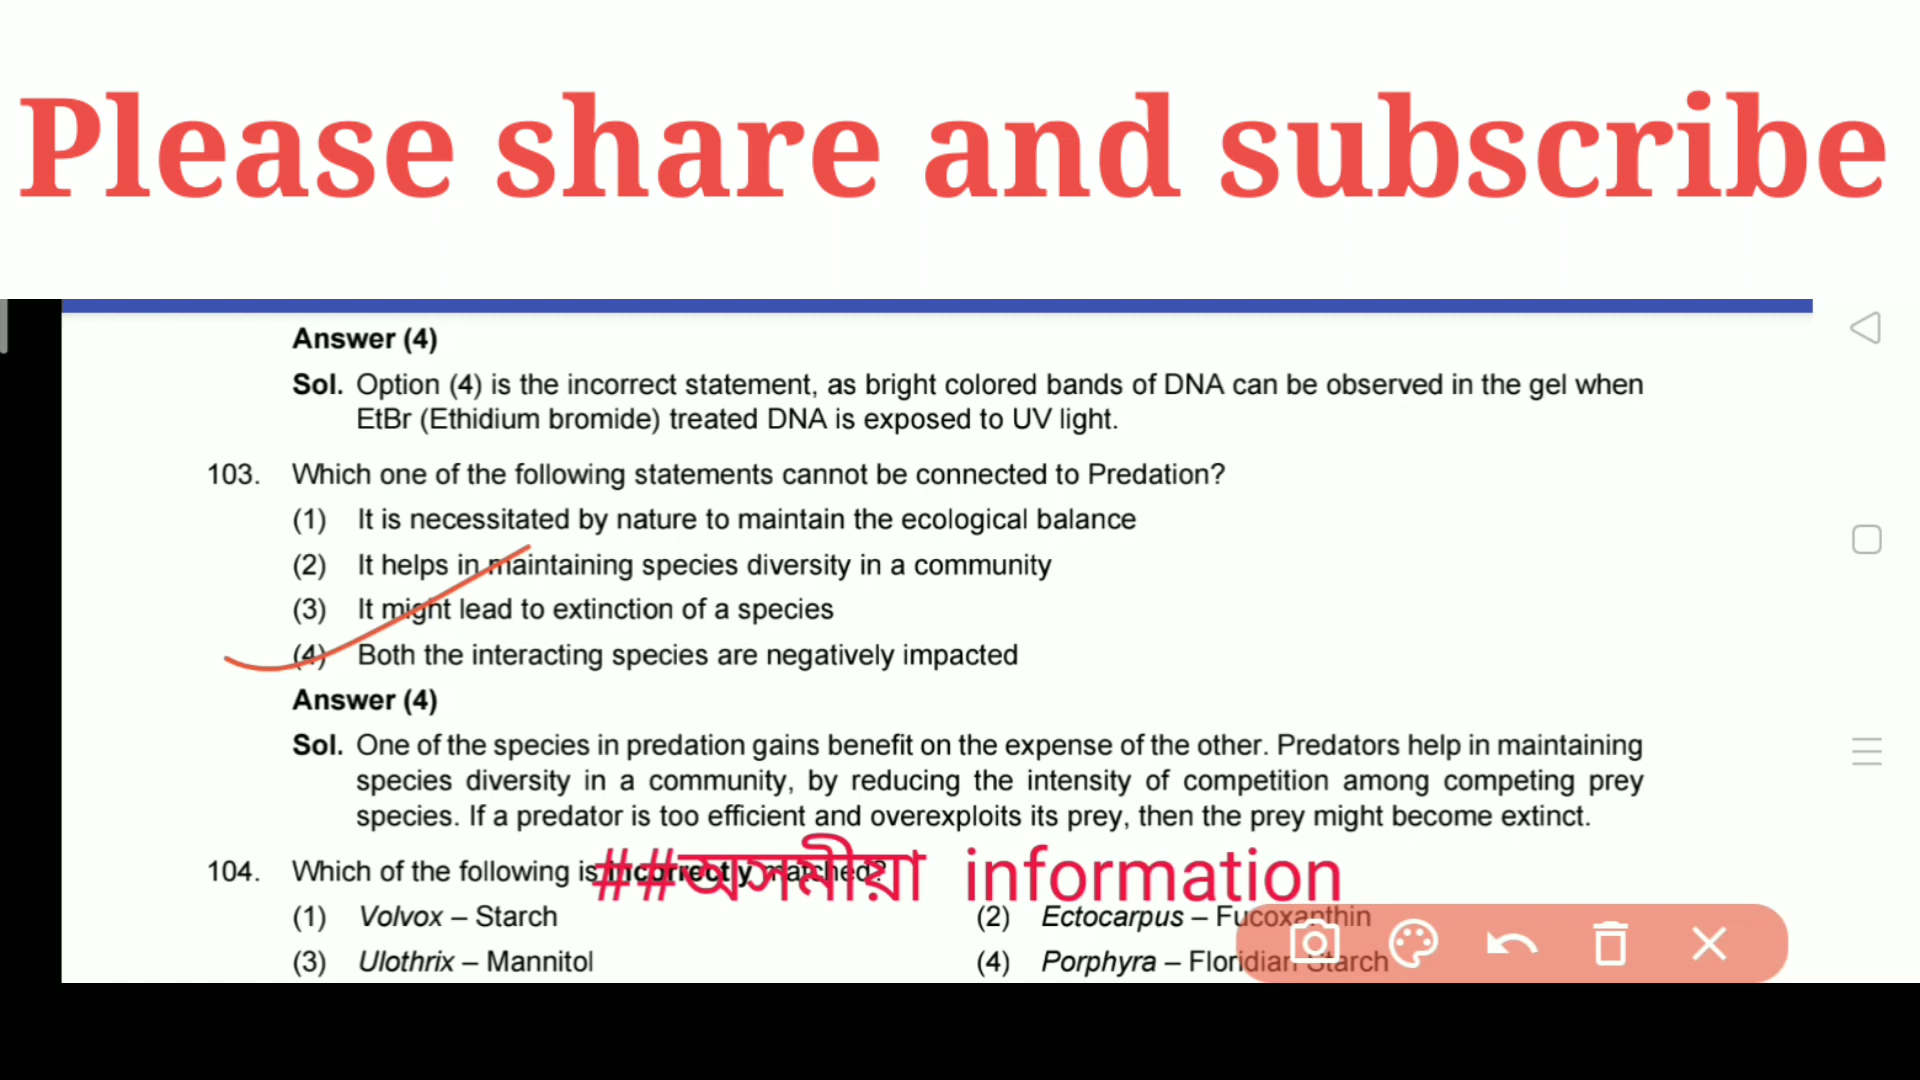 Please share and subscribe
Answer (4)
Sol. Option (4) is the incorrect statement, as bright colored bands of DNA can be observed in the gel when
EtBr (Ethidium bromide) treated DNA is exposed to UV light.
103. Which one of the following statements cannot be connected to Predation?
(1) It is necessitated by nature to maintain the ecological balance
(2) It helps in maintaining species diversity in a community
(3) It might lead to extinction of a species
(4) Both the interacting species are negatively impacted
Answer (4)
Sol. One of the species in predation gains benefit on the expense of the other. Predators help in maintaining
species diversity in a community, by reducing the intensity of competition among competing prey
species. If a predator is too efficient and overexploits its prey, then the prey might become extinct.
##অসমীয়া information
104. Which of the following is incorrectly matched?
(1) Volvox – Starch (2) Ectocarpus – Fucoxanthin
(3) Ulothrix – Mannitol (4) Porphyra – Floridian Starch